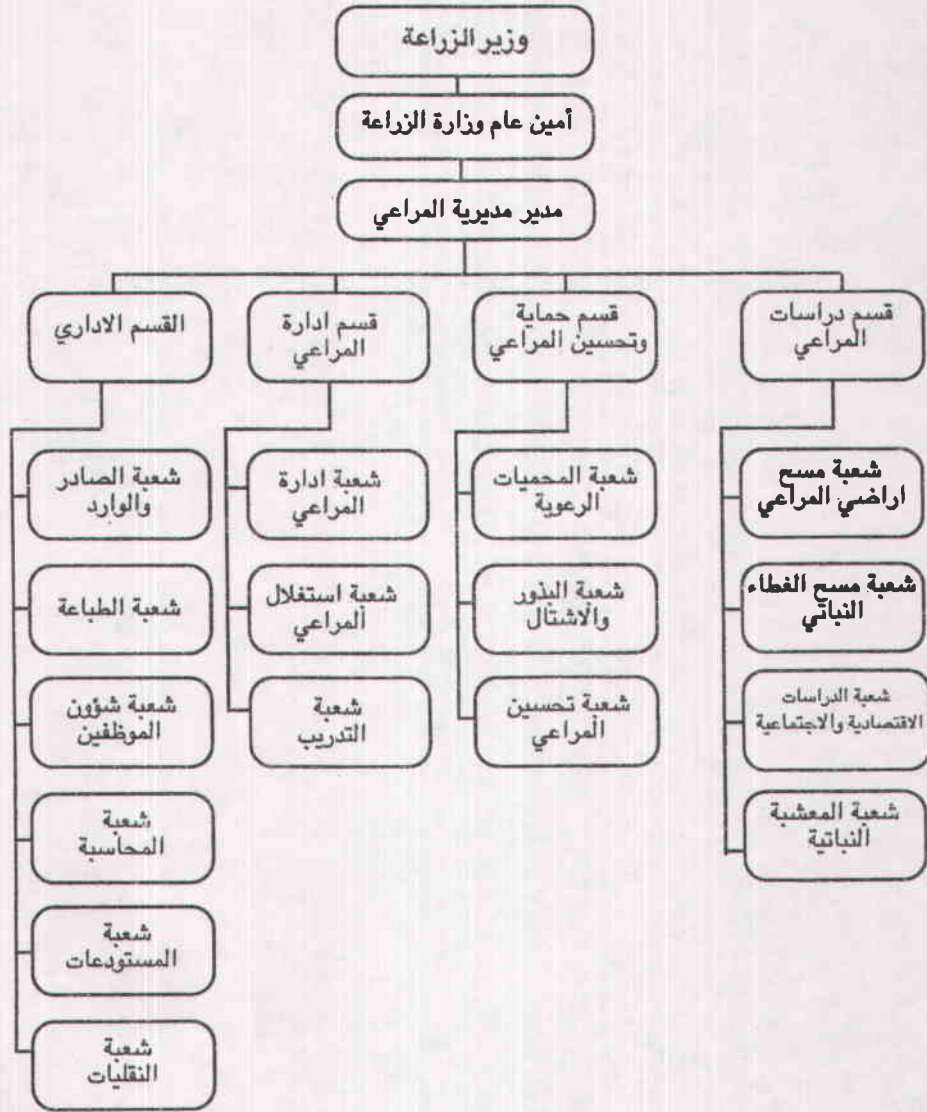 وزير الزراعة
أمين عام وزارة الزراعة
مدير مديرية المراعي
قسم دراسات
المراعي
شعبة مسح
اراضي المراعي
شعبة مسح الغطاء
النباتي
شعبة الدراسات
الاقتصادية والاجتماعية
شعبة المعشبة
النباتية
قسم حماية
وتحسين المراعي
شعبة المحميات
الرعوية
شعبة البذور
والاشتال
شعبة تحسين
المراعي
قسم ادارة
المراعي
شعبة ادارة
المراعي
شعبة استغلال
المراعي
شعبة
التدريب
القسم الاداري
شعبة الصادر
والوارد
شعبة الطباعة
شعبة شؤون
الموظفين
شعبة
المحاسبة
شعبة
المستودعات
شعبة
النقليات